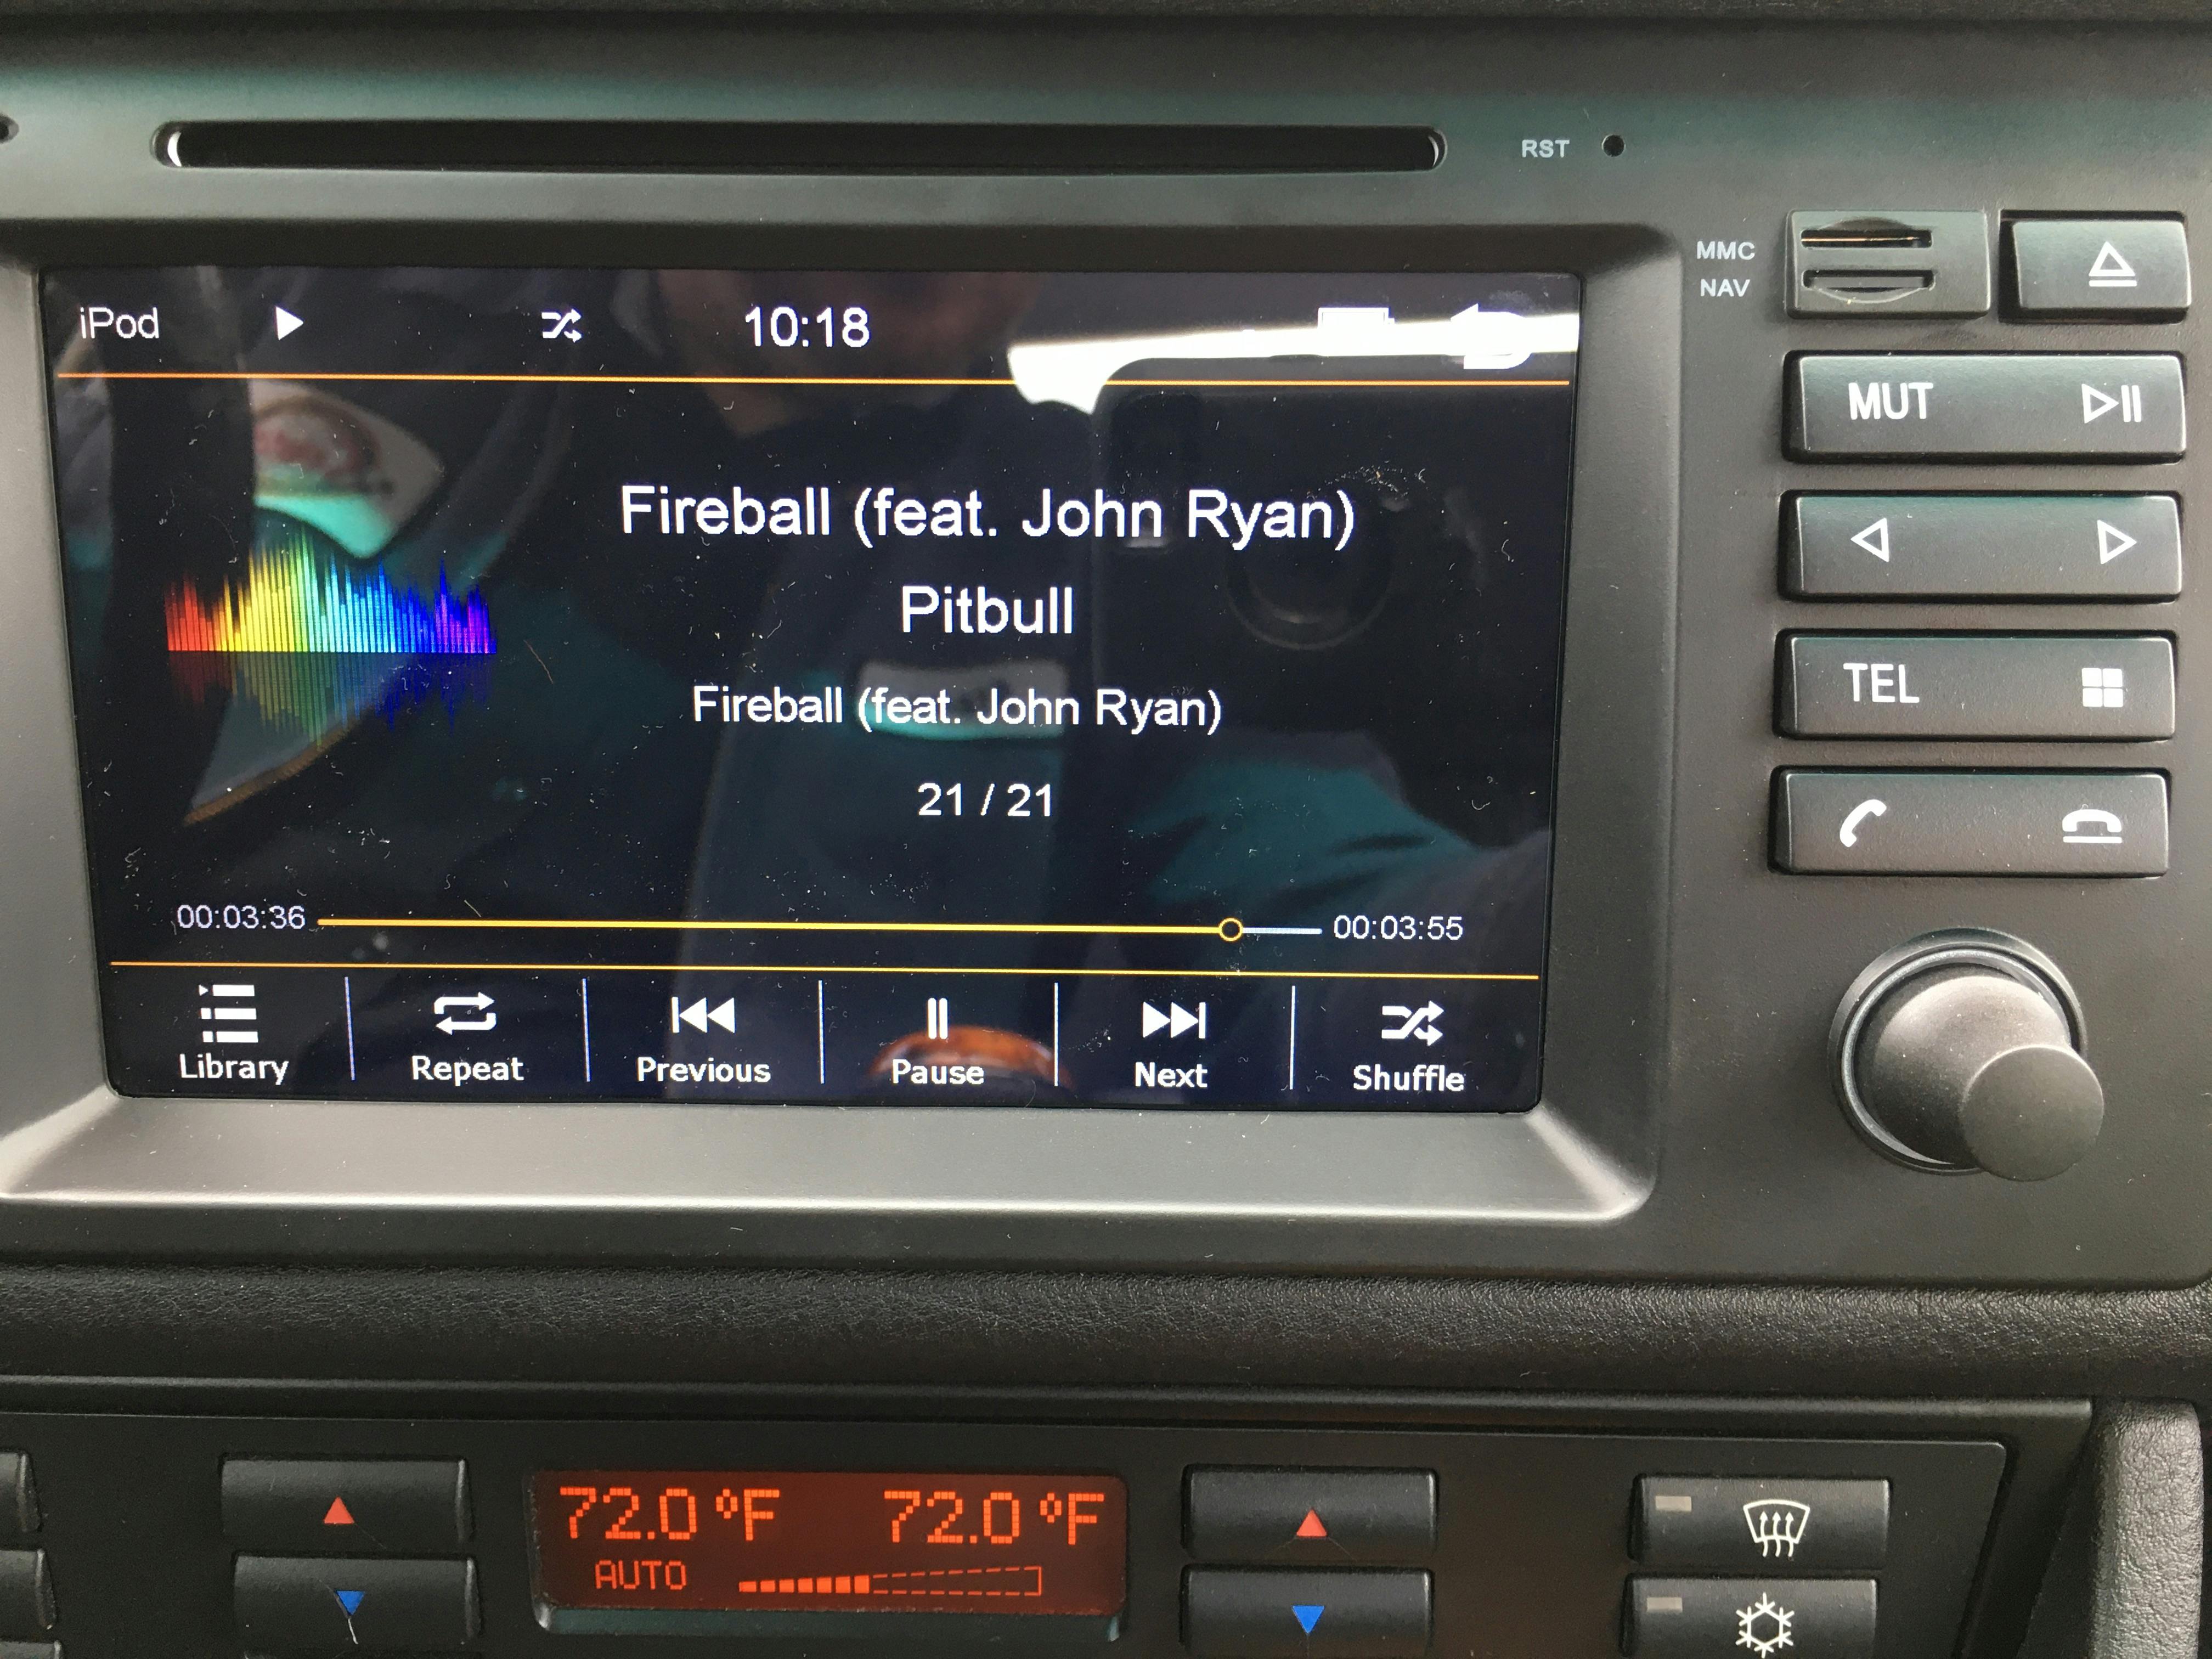 RST
MMC
NAV
iPod 10:18
MUT
Fireball (feat. John Ryan)
Pitbull
TEL
Fireball (feat. John Ryan)
21 / 21
00:03:36 00:03:55
Library Repeat Previous Pause Next Shuffle
72.0 °F 72.0 °F
AUTO